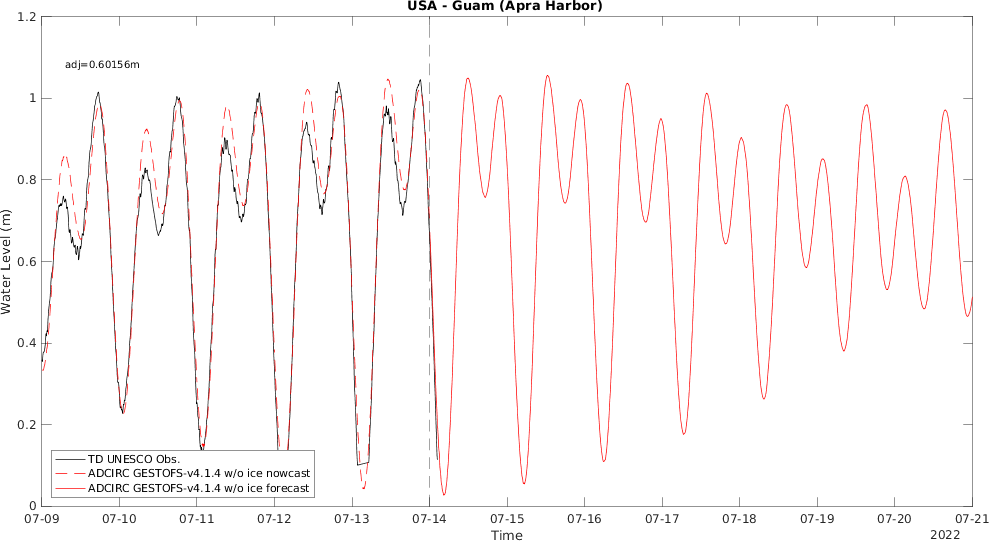 USA - Guam (Apra Harbor)
1.2
adj=0.60156m
1
0.8
0.6
0.4
0.2
0
Water Level (m)
TD UNESCO Obs.
ADCIRC GESTOFS-v4.1.4 w/o ice nowcast
ADCIRC GESTOFS-v4.1.4 w/o ice forecast
07-09 07-10 07-11 07-12 07-13 07-14 07-15 07-16 07-17 07-18 07-19 07-20 07-21
Time
2022